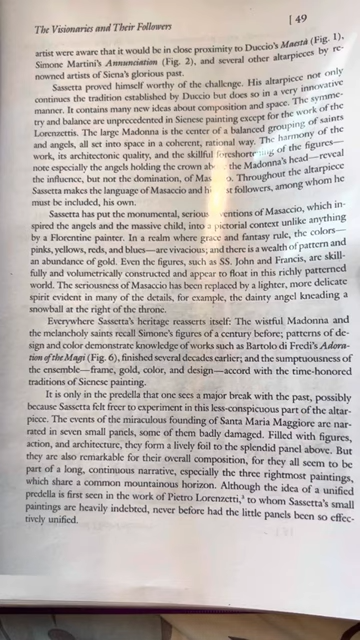 The Visionaries and Their Followers | 49
artist were aware that it would be in close proximity to Duccio's Maestà (Fig. 1),
Simone Martini's Annunciation (Fig. 2), and several other altarpieces by re-
nowned artists of Siena's glorious past.
Sassetta proved himself worthy of the challenge. His altarpiece not only
continues the tradition established by Duccio but does so in a very innovative
manner. It contains many new ideas about composition and space. The symme-
try and balance are unprecedented in Sienese painting except for the work of the
Lorenzettis. The large Madonna is the center of a balanced grouping of saints
and angels, all set into space in a coherent, rational way. The harmony of the
work, its architectonic quality, and the skillful of the figures—
note especially the angels holding the crown the Madonna's head—reveal
the influence, but not the domination, of Throughout the altarpiece
Sassetta makes the language of Masaccio and followers, among whom he
must be included, his own.
Sassetta has put the monumental, of Masaccio, which in-
spired the angels and the massive child, into a pictorial context unlike anything
by a Florentine painter. In a realm where grace and fantasy rule, the colors—
pinks, yellows, reds, and blues—are vivacious; and there is a wealth of pattern and
an abundance of gold. Even the figures, such as SS. John and Francis, are skill-
fully and volumetrically constructed and appear to float in this richly patterned
world. The seriousness of Masaccio has been replaced by a lighter, more delicate
spirit evident in many of the details, for example, the dainty angel kneading a
snowball at the right of the throne.
Everywhere Sassetta's heritage reasserts itself: The wistful Madonna and
the melancholy saints recall Simone's figures of a century before; patterns of de-
sign and color demonstrate knowledge of works such as Bartolo di Fredi's Adora-
tion of the Magi (Fig. 6), finished several decades earlier; and the sumptuousness of
the ensemble—frame, gold, color, and design—accord with the time-honored
traditions of Sienese painting.
It is only in the predella that one sees a major break with the past, possibly
because Sassetta felt freer to experiment in this less-conspicuous part of the altar-
piece. The events of the miraculous founding of Santa Maria Maggiore are nar-
rated in seven small panels, some of them badly damaged. Filled with figures,
action, and architecture, they form a lively foil to the splendid panel above. But
they are also remarkable for their overall composition, for they all seem to be
part of a long, continuous narrative, especially the three rightmost paintings,
which share a common mountainous horizon. Although the idea of a unified
predella is first seen in the work of Pietro Lorenzetti,³ to whom Sassetta's small
paintings are heavily indebted, never before had the little panels been so effec-
tively unified.